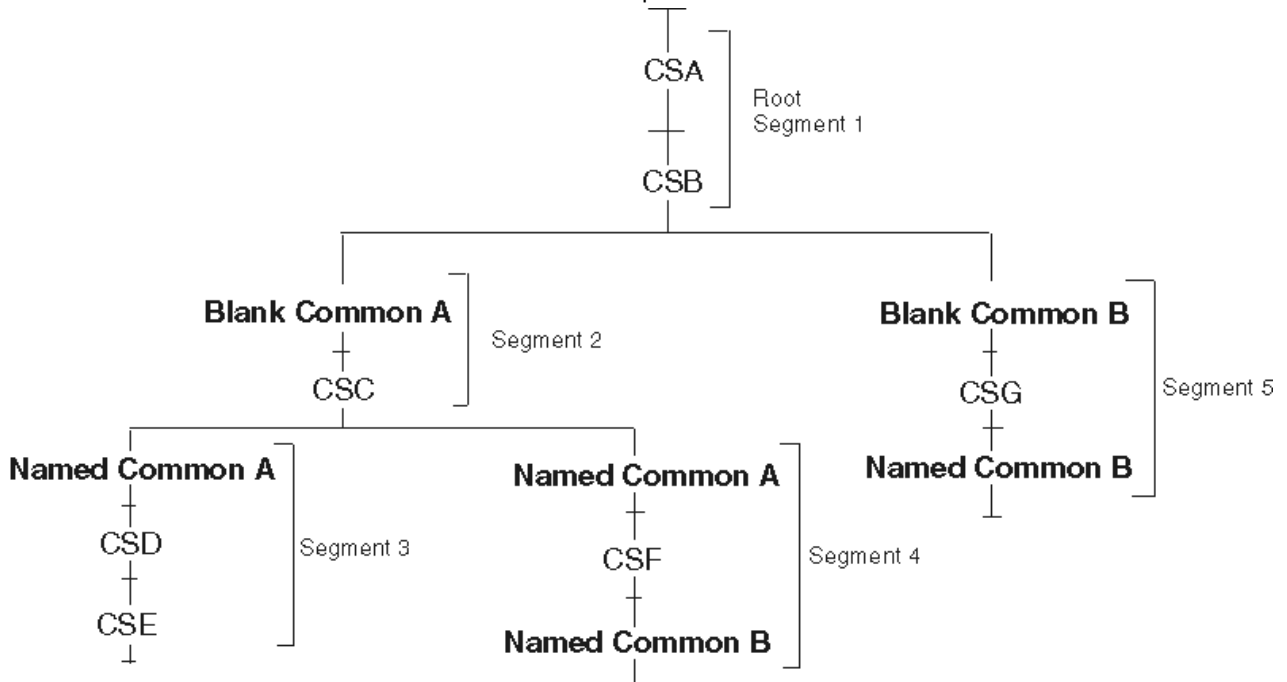 CSA
Root
Segment 1
CSB
Blank Common A
Segment 2
CSC
Blank Common B
CSG
Segment 5
Named Common B
Named Common A
CSD
Segment 3
CSE
Named Common A
CSF
Segment 4
Named Common B